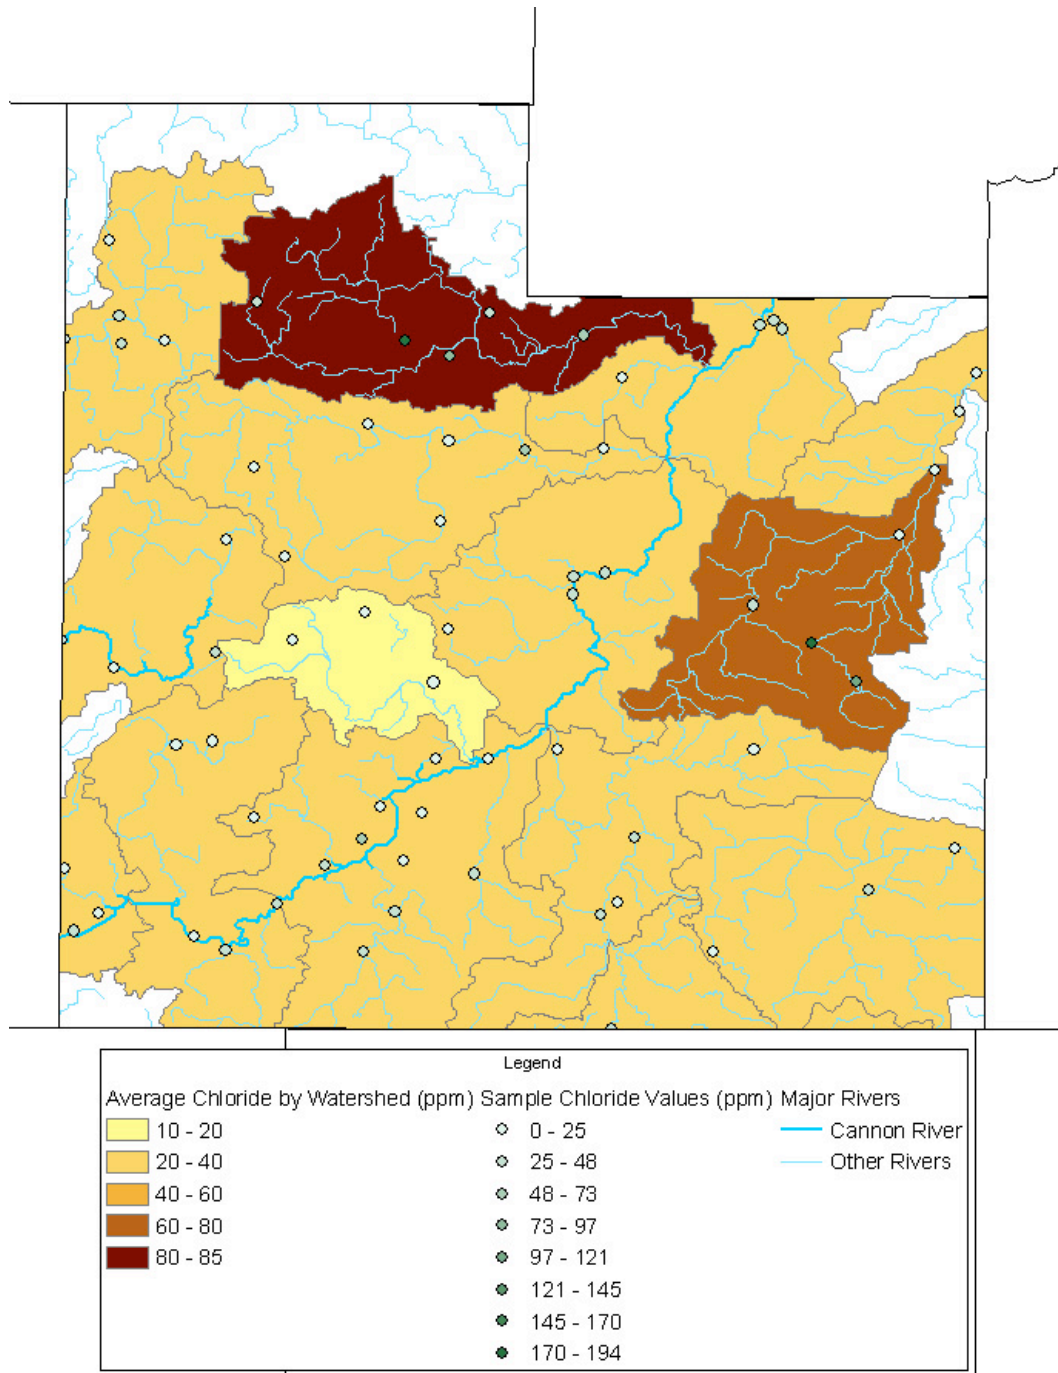 Legend
Average Chloride by Watershed (ppm) Sample Chloride Values (ppm) Major Rivers
10 - 20 0 - 25 Cannon River
20 - 40 25 - 48 Other Rivers
40 - 60 48 - 73
60 - 80 73 - 97
80 - 85 97 - 121
121 - 145
145 - 170
170 - 194